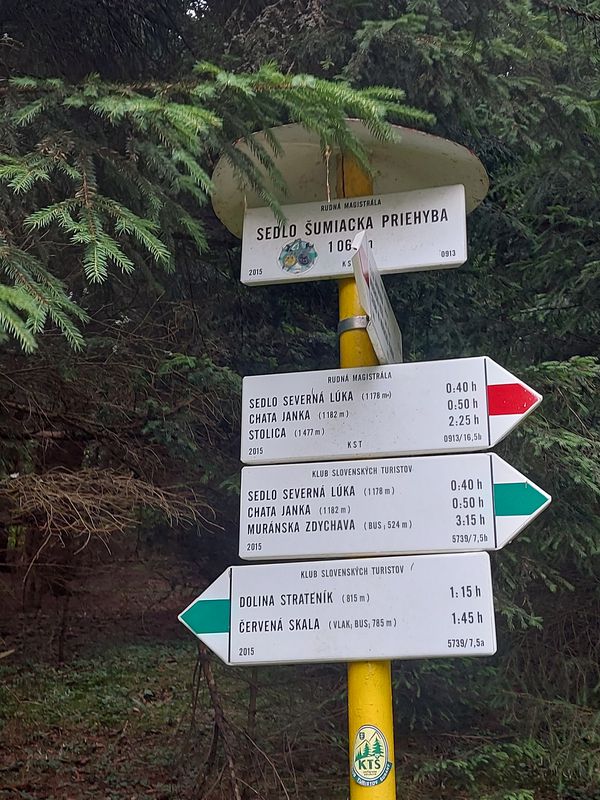 RUDNÁ MAGISTRÁLA
SEDLO ŠUMIACKA PRIEHYBA
2015 KST 0913
RUDNÁ MAGISTRÁLA
SEDLO SEVERNÁ LÚKA (1178 m) 0:40 h
CHATA JANKA (1182 m) 0:50 h
STOLICA (1477 m) 2:25 h
2015 KST 0913/16,5b
KLUB SLOVENSKÝCH TURISTOV
SEDLO SEVERNÁ LÚKA (1178 m) 0:40 h
CHATA JANKA (1182 m) 0:50 h
MURÁNSKA ZDYCHAVA (BUS; 524 m) 3:15 h
2015 5739/7,5b
KLUB SLOVENSKÝCH TURISTOV
DOLINA STRATENÍK (815 m) 1:15 h
ČERVENÁ SKALA (VLAK; BUS; 785 m) 1:45 h
2015 5739/7,5a
KTŠ